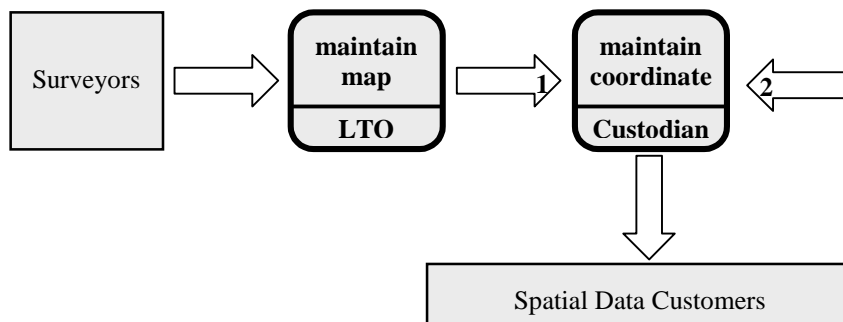 Surveyors
maintain
map
LTO
1
maintain
coordinate
Custodian
2
Spatial Data Customers